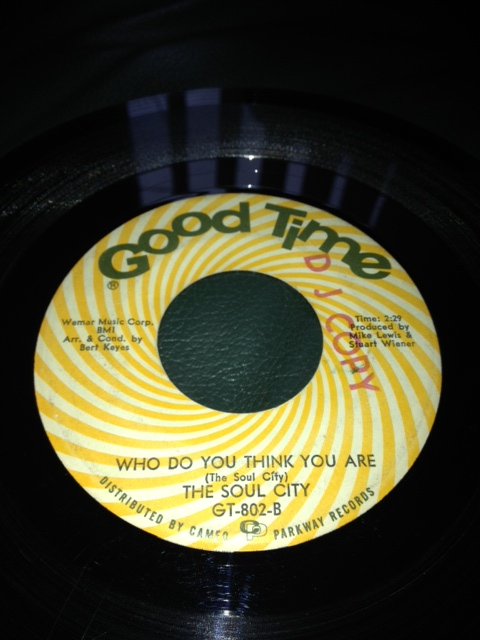 Good Time
®
D J COPY
Wemar Music Corp.
BMI
Arr. & Cond. by
Bert Keyes
Time: 2:29
Produced by
Mike Lewis &
Stuart Wiener
WHO DO YOU THINK YOU ARE
(The Soul City)
THE SOUL CITY
GT-802-B
DISTRIBUTED BY CAMEO CP PARKWAY RECORDS